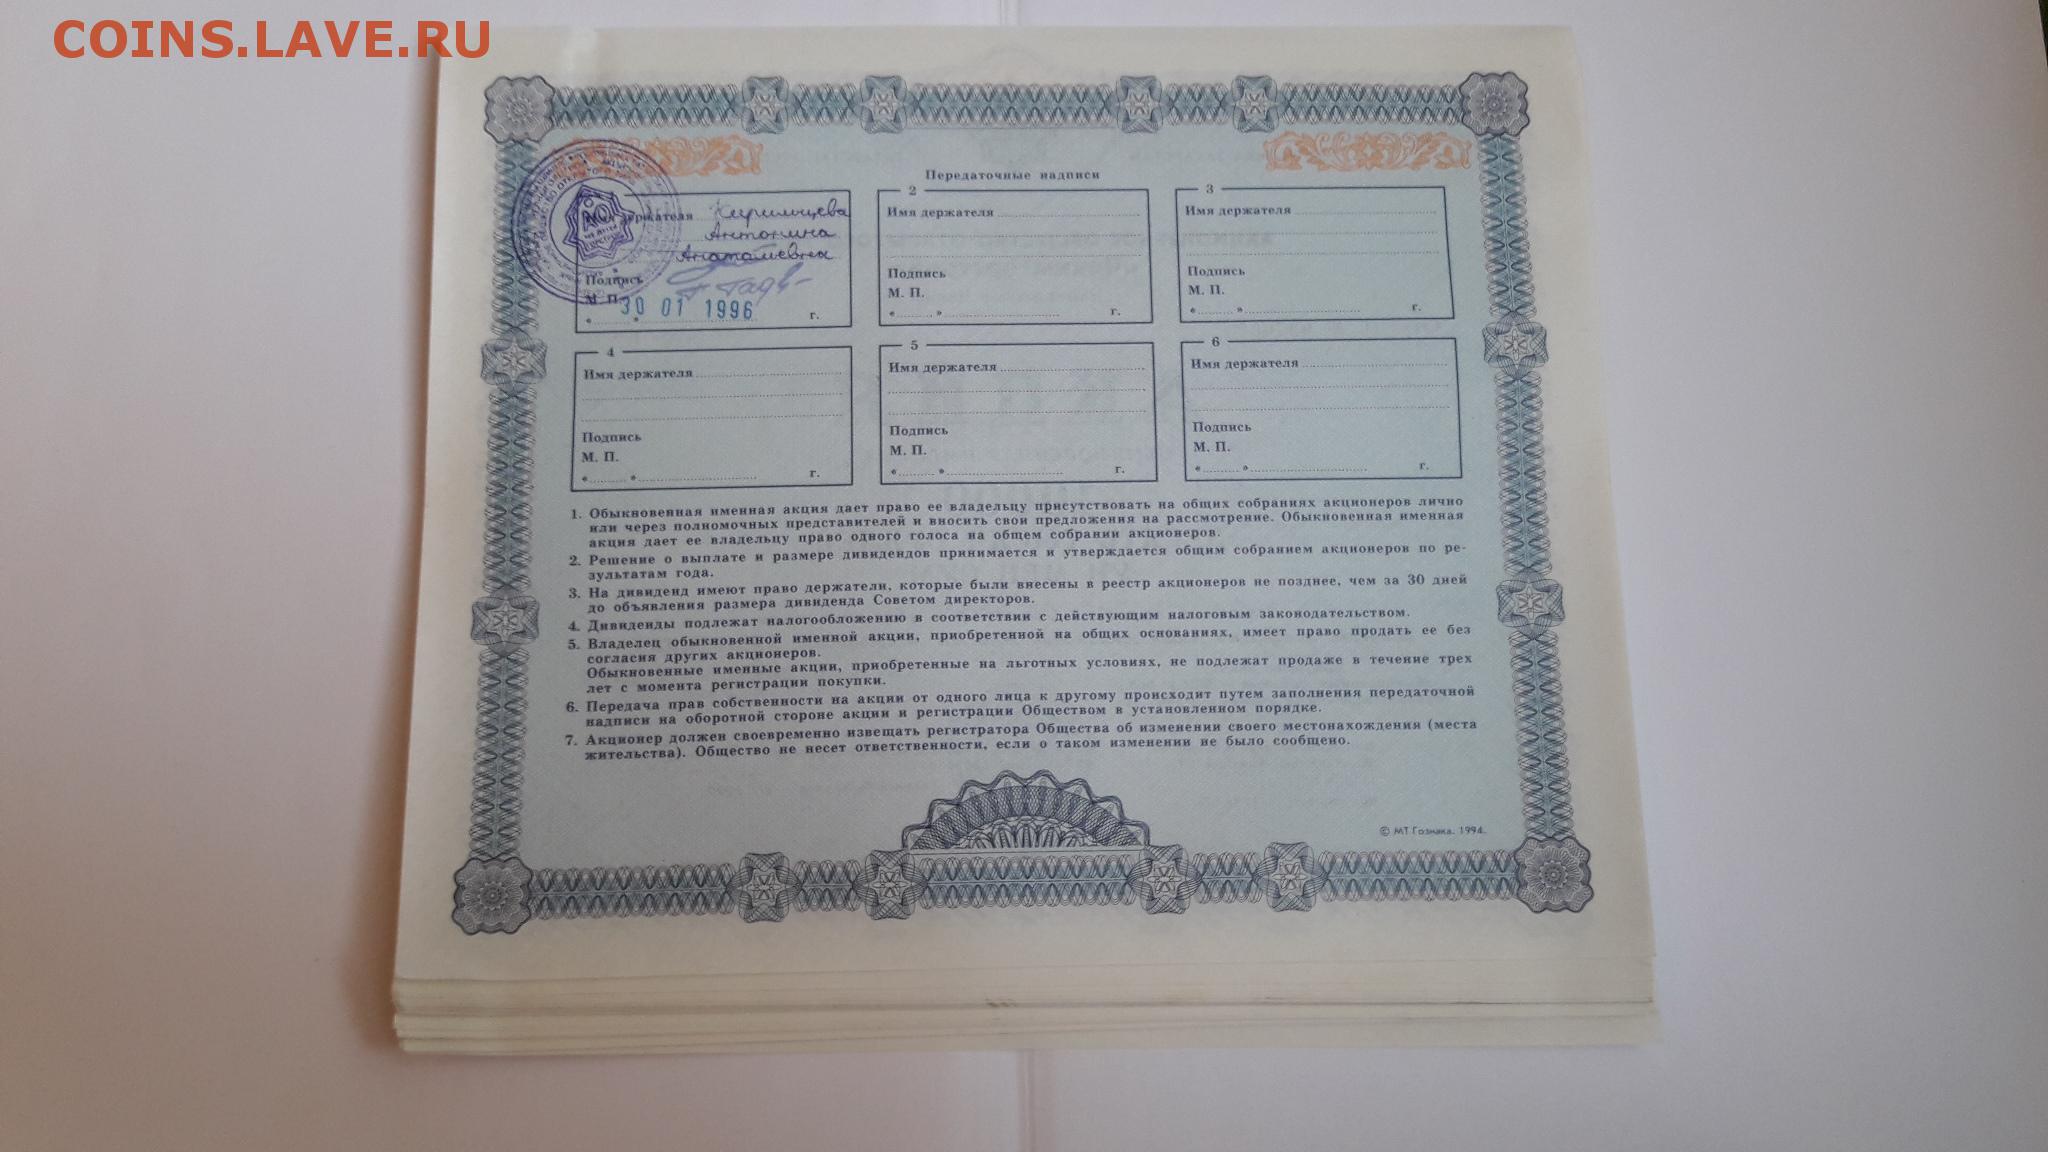 COINS.LAVE.RU
Передаточные надписи
Имя держателя
Антонина
Анатольевна
Подпись
М. П.
30 01 1996
« » г.
2
Имя держателя
Подпись
М. П.
« » г.
3
Имя держателя
Подпись
М. П.
« » г.
4
Имя держателя
Подпись
М. П.
« » г.
5
Имя держателя
Подпись
М. П.
« » г.
6
Имя держателя
Подпись
М. П.
« » г.
1. Обыкновенная именная акция дает право ее владельцу присутствовать на общих собраниях акционеров лично
или через полномочных представителей и вносить свои предложения на рассмотрение. Обыкновенная именная
акция дает ее владельцу право одного голоса на общем собрании акционеров.
2. Решение о выплате и размере дивидендов принимается и утверждается общим собранием акционеров по ре-
зультатам года.
3. На дивиденд имеют право держатели, которые были внесены в реестр акционеров не позднее, чем за 30 дней
до объявления размера дивиденда Советом директоров.
4. Дивиденды подлежат налогообложению в соответствии с действующим налоговым законодательством.
5. Владелец обыкновенной именной акции, приобретенной на общих основаниях, имеет право продать ее без
согласия других акционеров.
Обыкновенные именные акции, приобретенные на льготных условиях, не подлежат продаже в течение трех
лет с момента регистрации покупки.
6. Передача прав собственности на акции от одного лица к другому происходит путем заполнения передаточной
надписи на оборотной стороне акции и регистрации Обществом в установленном порядке.
7. Акционер должен своевременно извещать регистратора Общества об изменении своего местонахождения (места
жительства). Общество не несет ответственности, если о таком изменении не было сообщено.
© МТ Гознака. 1994.